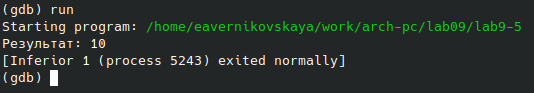 (gdb) run
Starting program: /home/eavernikovskaya/work/arch-pc/lab09/lab9-5
Результат: 10
[Inferior 1 (process 5243) exited normally]
(gdb)